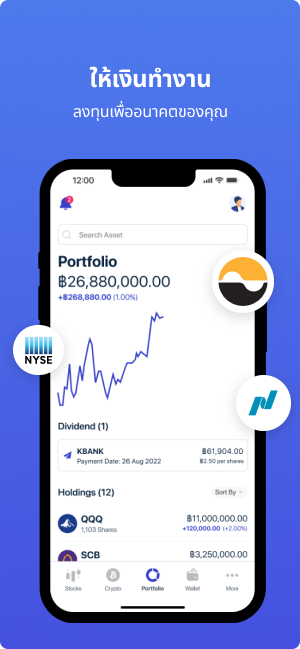 ให้เงินทำงาน
ลงทุนเพื่ออนาคตของคุณ
12:00
2
Search Asset
Portfolio
฿26,880,000.00
+฿268,880.00 (1.00%)
NYSE
Dividend (1)
KBANK ฿61,904.00
Payment Date: 26 Aug 2022 ฿2.50 per shares
Holdings (12) Sort By
QQQ ฿11,000,000.00
1,103 Shares +120,000.00 (+2.00%)
SCB ฿3,250,000.00
Stocks Crypto Portfolio Wallet More